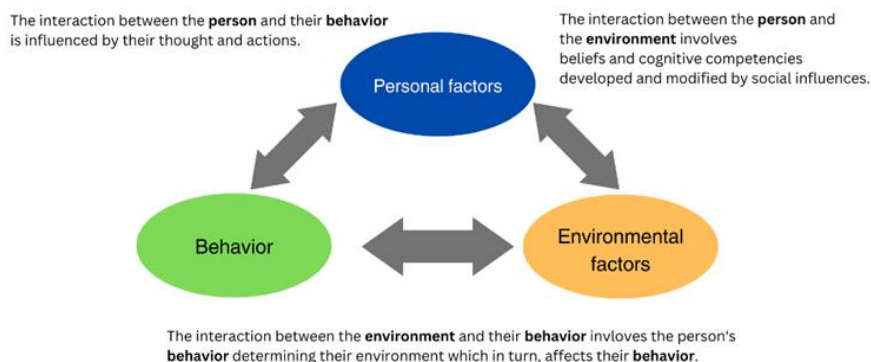 The interaction between the person and their behavior
is influenced by their thought and actions.
The interaction between the person and
the environment involves
beliefs and cognitive competencies
developed and modified by social influences.
Personal factors
Behavior
Environmental
factors
The interaction between the environment and their behavior invloves the person's
behavior determining their environment which in turn, affects their behavior.